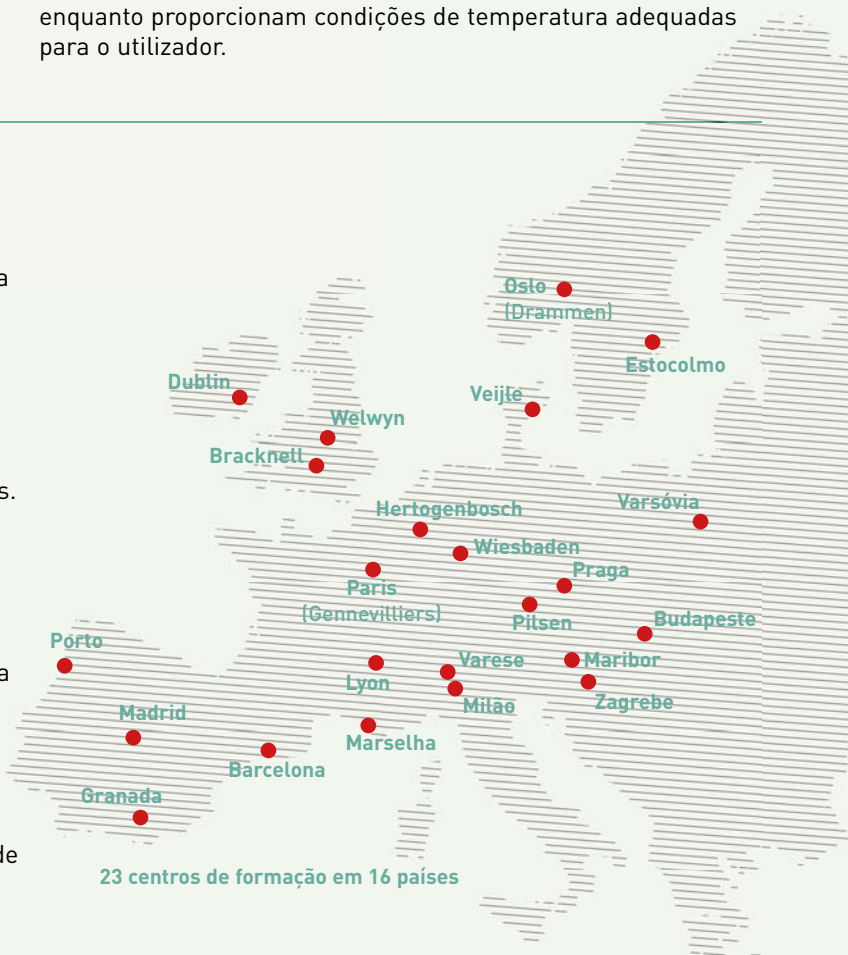 enquanto proporcionam condições de temperatura adequadas
para o utilizador.
a
s.
a
de
Oslo
(Drammen)
Estocolmo
Dublin
Veijle
Welwyn
Bracknell
Hertogenbosch
Varsóvia
Wiesbaden
Praga
Paris
(Gennevilliers)
Pilsen
Budapeste
Porto
Varese
Maribor
Lyon
Milão
Zagrebe
Madrid
Marselha
Barcelona
Granada
23 centros de formação em 16 países